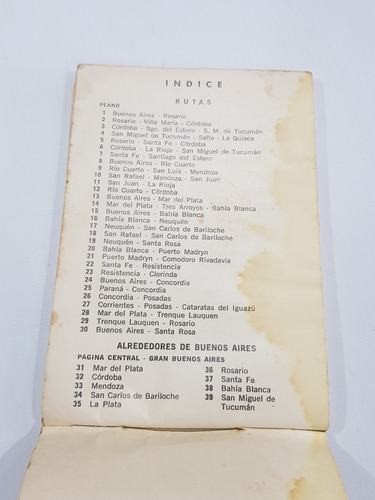 INDICE
RUTAS
PLANO
1 Buenos Aires - Rosario
2 Rosario - Villa María - Córdoba
3 Córdoba - Sgo. del Estero - S. M. de Tucumán
4 San Miguel de Tucumán - Salta - La Quiaca
5 Rosario - Santa Fe - Córdoba
6 Córdoba - La Rioja - San Miguel de Tucumán
7 Santa Fe - Santiago del Estero
8 Buenos Aires - Río Cuarto
9 Río Cuarto - San Luis - Mendoza
10 San Rafael - Mendoza - San Juan
11 San Juan - La Rioja
12 Río Cuarto - Córdoba
13 Buenos Aires - Mar del Plata
14 Mar del Plata - Tres Arroyos - Bahía Blanca
15 Buenos Aires - Bahía Blanca
16 Bahía Blanca - Neuquén
17 Neuquén - San Carlos de Bariloche
18 San Rafael - San Carlos de Bariloche
19 Neuquén - Santa Rosa
20 Bahía Blanca - Puerto Madryn
21 Puerto Madryn - Comodoro Rivadavia
22 Santa Fe - Resistencia
23 Resistencia - Clorinda
24 Buenos Aires - Concordia
25 Paraná - Concordia
26 Concordia - Posadas
27 Corrientes - Posadas - Cataratas del Iguazú
28 Mar del Plata - Trenque Lauquen
29 Trenque Lauquen - Rosario
30 Buenos Aires - Santa Rosa
ALREDEDORES DE BUENOS AIRES
PAGINA CENTRAL - GRAN BUENOS AIRES
31 Mar del Plata
32 Córdoba
33 Mendoza
34 San Carlos de Bariloche
35 La Plata
36 Rosario
37 Santa Fe
38 Bahía Blanca
39 San Miguel de
Tucumán